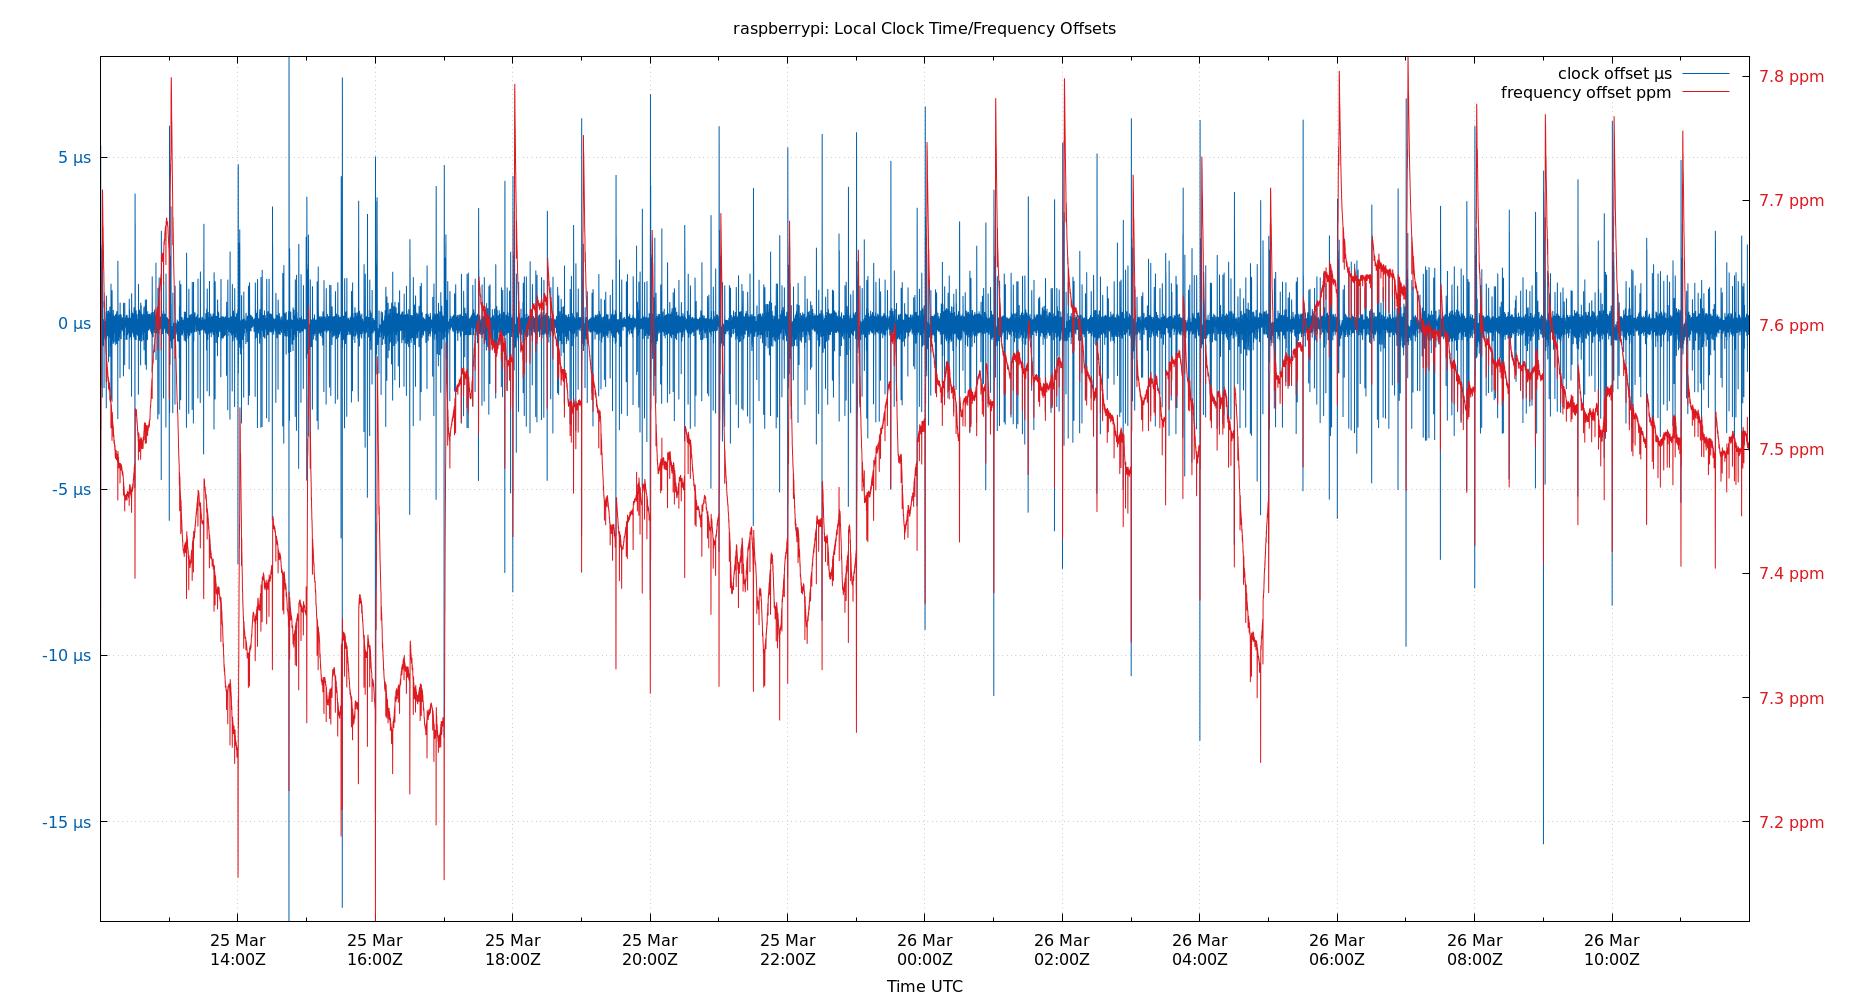 raspberrypi: Local Clock Time/Frequency Offsets
clock offset µs
frequency offset ppm
5 µs
0 µs
-5 µs
-10 µs
-15 µs
7.8 ppm
7.7 ppm
7.6 ppm
7.5 ppm
7.4 ppm
7.3 ppm
7.2 ppm
25 Mar
14:00Z
25 Mar
16:00Z
25 Mar
18:00Z
25 Mar
20:00Z
25 Mar
22:00Z
26 Mar
00:00Z
26 Mar
02:00Z
26 Mar
04:00Z
26 Mar
06:00Z
26 Mar
08:00Z
26 Mar
10:00Z
Time UTC